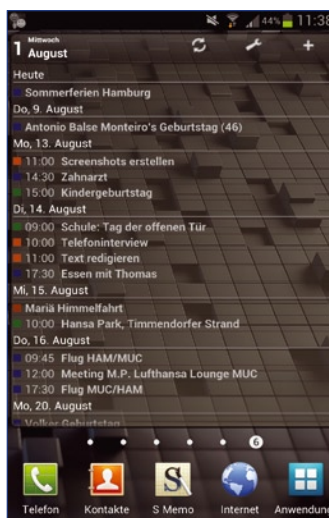 44% 11:38
1 Mittwoch
August
Heute
Sommerferien Hamburg
Do, 9. August
Antonio Balse Monteiro's Geburtstag (46)
Mo, 13. August
11:00 Screenshots erstellen
14:30 Zahnarzt
15:00 Kindergeburtstag
Di, 14. August
09:00 Schule: Tag der offenen Tür
10:00 Telefoninterview
11:00 Text redigieren
17:30 Essen mit Thomas
Mi, 15. August
Mariä Himmelfahrt
10:00 Hansa Park, Timmendorfer Strand
Do, 16. August
09:45 Flug HAM/MUC
12:00 Meeting M.P. Lufthansa Lounge MUC
17:30 Flug MUC/HAM
Mo, 20. August
Volker Geburtstag
6
S
Telefon Kontakte S Memo Internet Anwendung